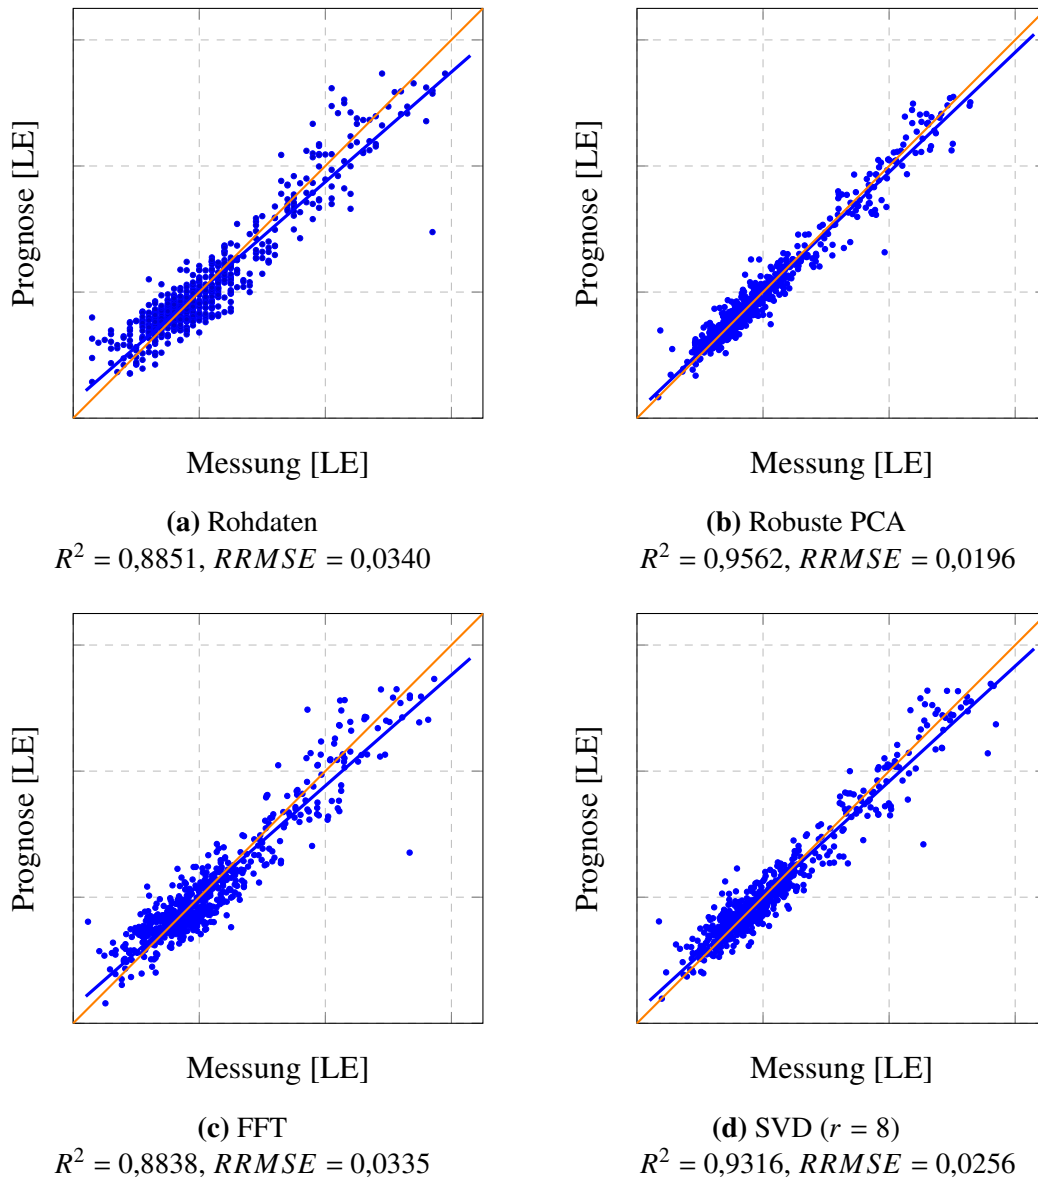 Prognose [LE]
Messung [LE]
(a) Rohdaten
R² = 0,8851, RRMSE = 0,0340
Prognose [LE]
Messung [LE]
(b) Robuste PCA
R² = 0,9562, RRMSE = 0,0196
Prognose [LE]
Messung [LE]
(c) FFT
R² = 0,8838, RRMSE = 0,0335
Prognose [LE]
Messung [LE]
(d) SVD (r = 8)
R² = 0,9316, RRMSE = 0,0256